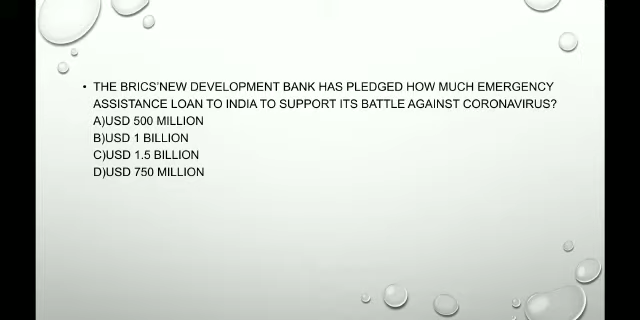 • THE BRICS'NEW DEVELOPMENT BANK HAS PLEDGED HOW MUCH EMERGENCY
ASSISTANCE LOAN TO INDIA TO SUPPORT ITS BATTLE AGAINST CORONAVIRUS?
A)USD 500 MILLION
B)USD 1 BILLION
C)USD 1.5 BILLION
D)USD 750 MILLION